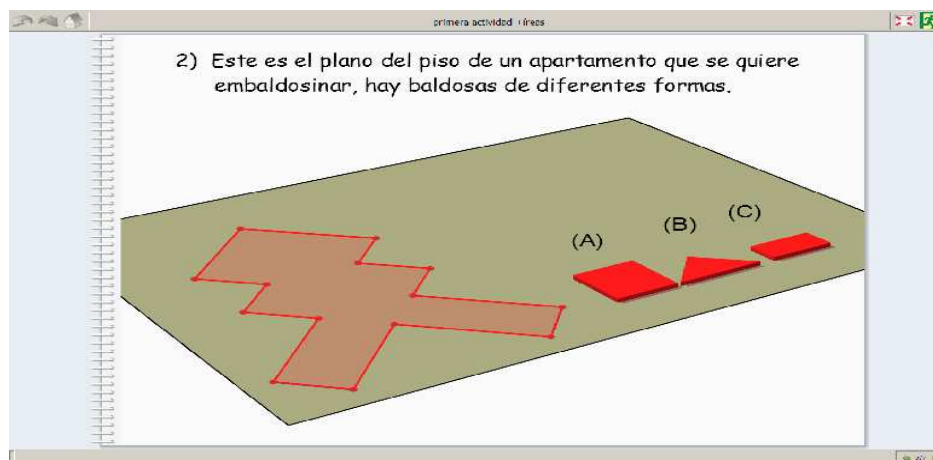 primera actividad áreas
2) Este es el plano del piso de un apartamento que se quiere
embaldosinar, hay baldosas de diferentes formas.
(A)
(B)
(C)